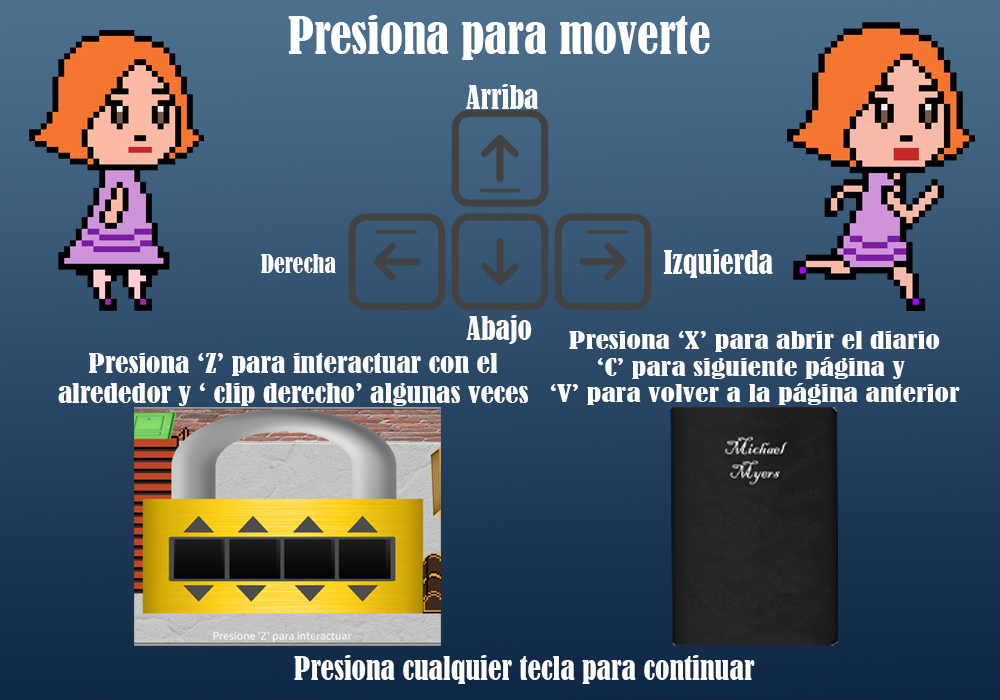 Presiona para moverte
Arriba
Derecha
Izquierda
Abajo
Presiona ‘Z’ para interactuar con el
alrededor y ‘ clip derecho’ algunas veces
Presiona ‘X’ para abrir el diario
‘C’ para siguiente página y
‘V’ para volver a la página anterior
Michael
Myers
Presione 'Z' para interactuar
Presiona cualquier tecla para continuar